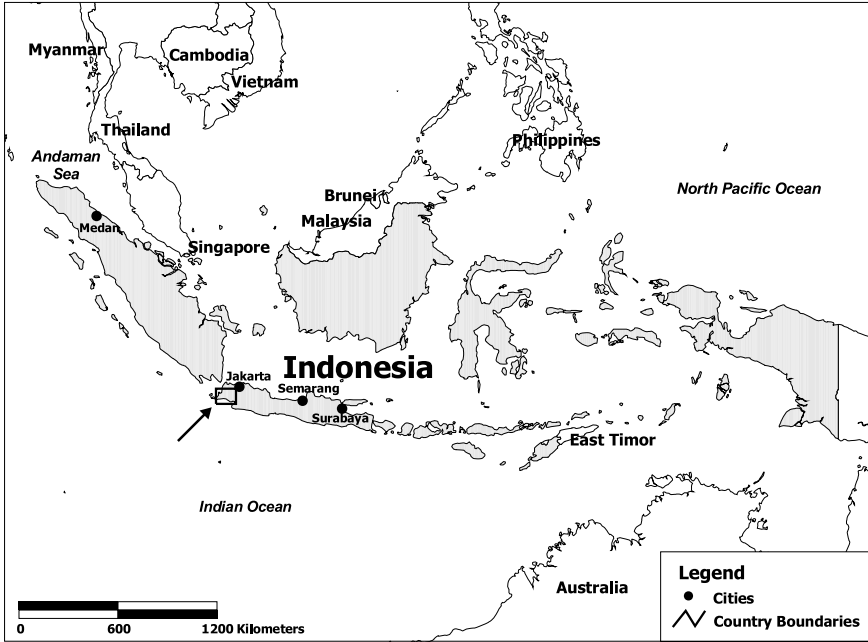 Myanmar
Cambodia
Vietnam
Thailand
Philippines
Andaman
Sea
North Pacific Ocean
Brunei
Malaysia
Medan
Singapore
Indonesia
Jakarta
Semarang
Surabaya
East Timor
Indian Ocean
Australia
Legend
Cities
Country Boundaries
0 600 1200 Kilometers